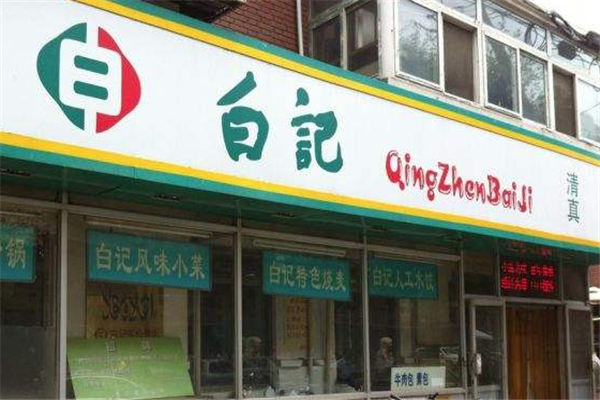 白記
QingZhenBaiJi
清真
锅
白记风味小菜
白记特色烧麦
白记人工水饺
牛肉包 素包